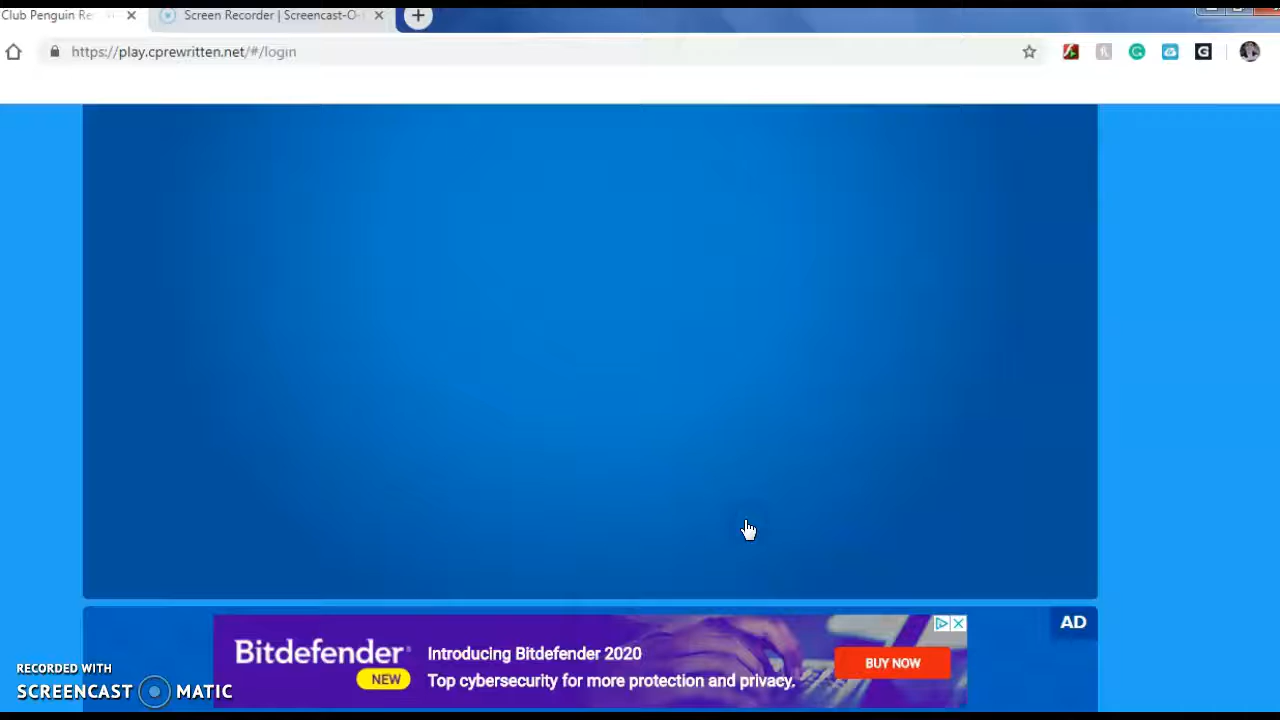 Club Penguin Re
Screen Recorder | Screencast-O-
https://play.cprewritten.net/#/login
AD
Bitdefender
NEW
Introducing Bitdefender 2020
Top cybersecurity for more protection and privacy.
BUY NOW
RECORDED WITH
SCREENCAST MATIC